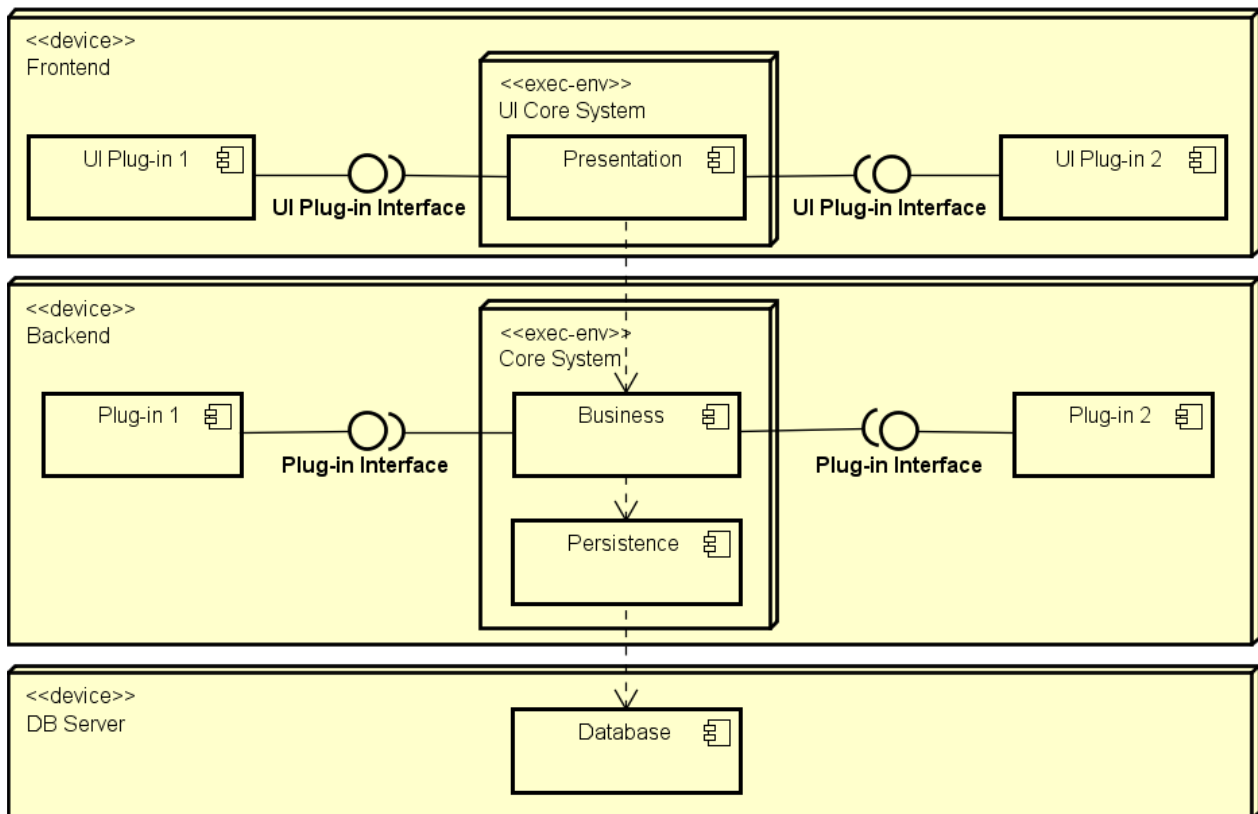 <<device>>
Frontend
<<exec-env>>
UI Core System
UI Plug-in 1
Presentation
UI Plug-in 2
UI Plug-in Interface
UI Plug-in Interface
<<device>>
Backend
<<exec-env>>
Core System
Plug-in 1
Business
Plug-in 2
Plug-in Interface
Plug-in Interface
Persistence
<<device>>
DB Server
Database